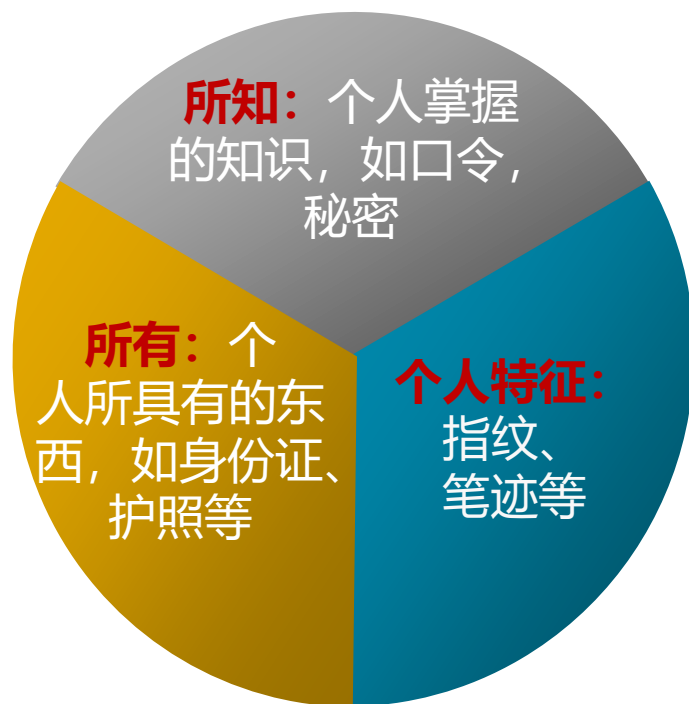 所知：个人掌握
的知识，如口令，
秘密
所有：个
人所具有的东
西，如身份证、
护照等
个人特征：
指纹、
笔迹等